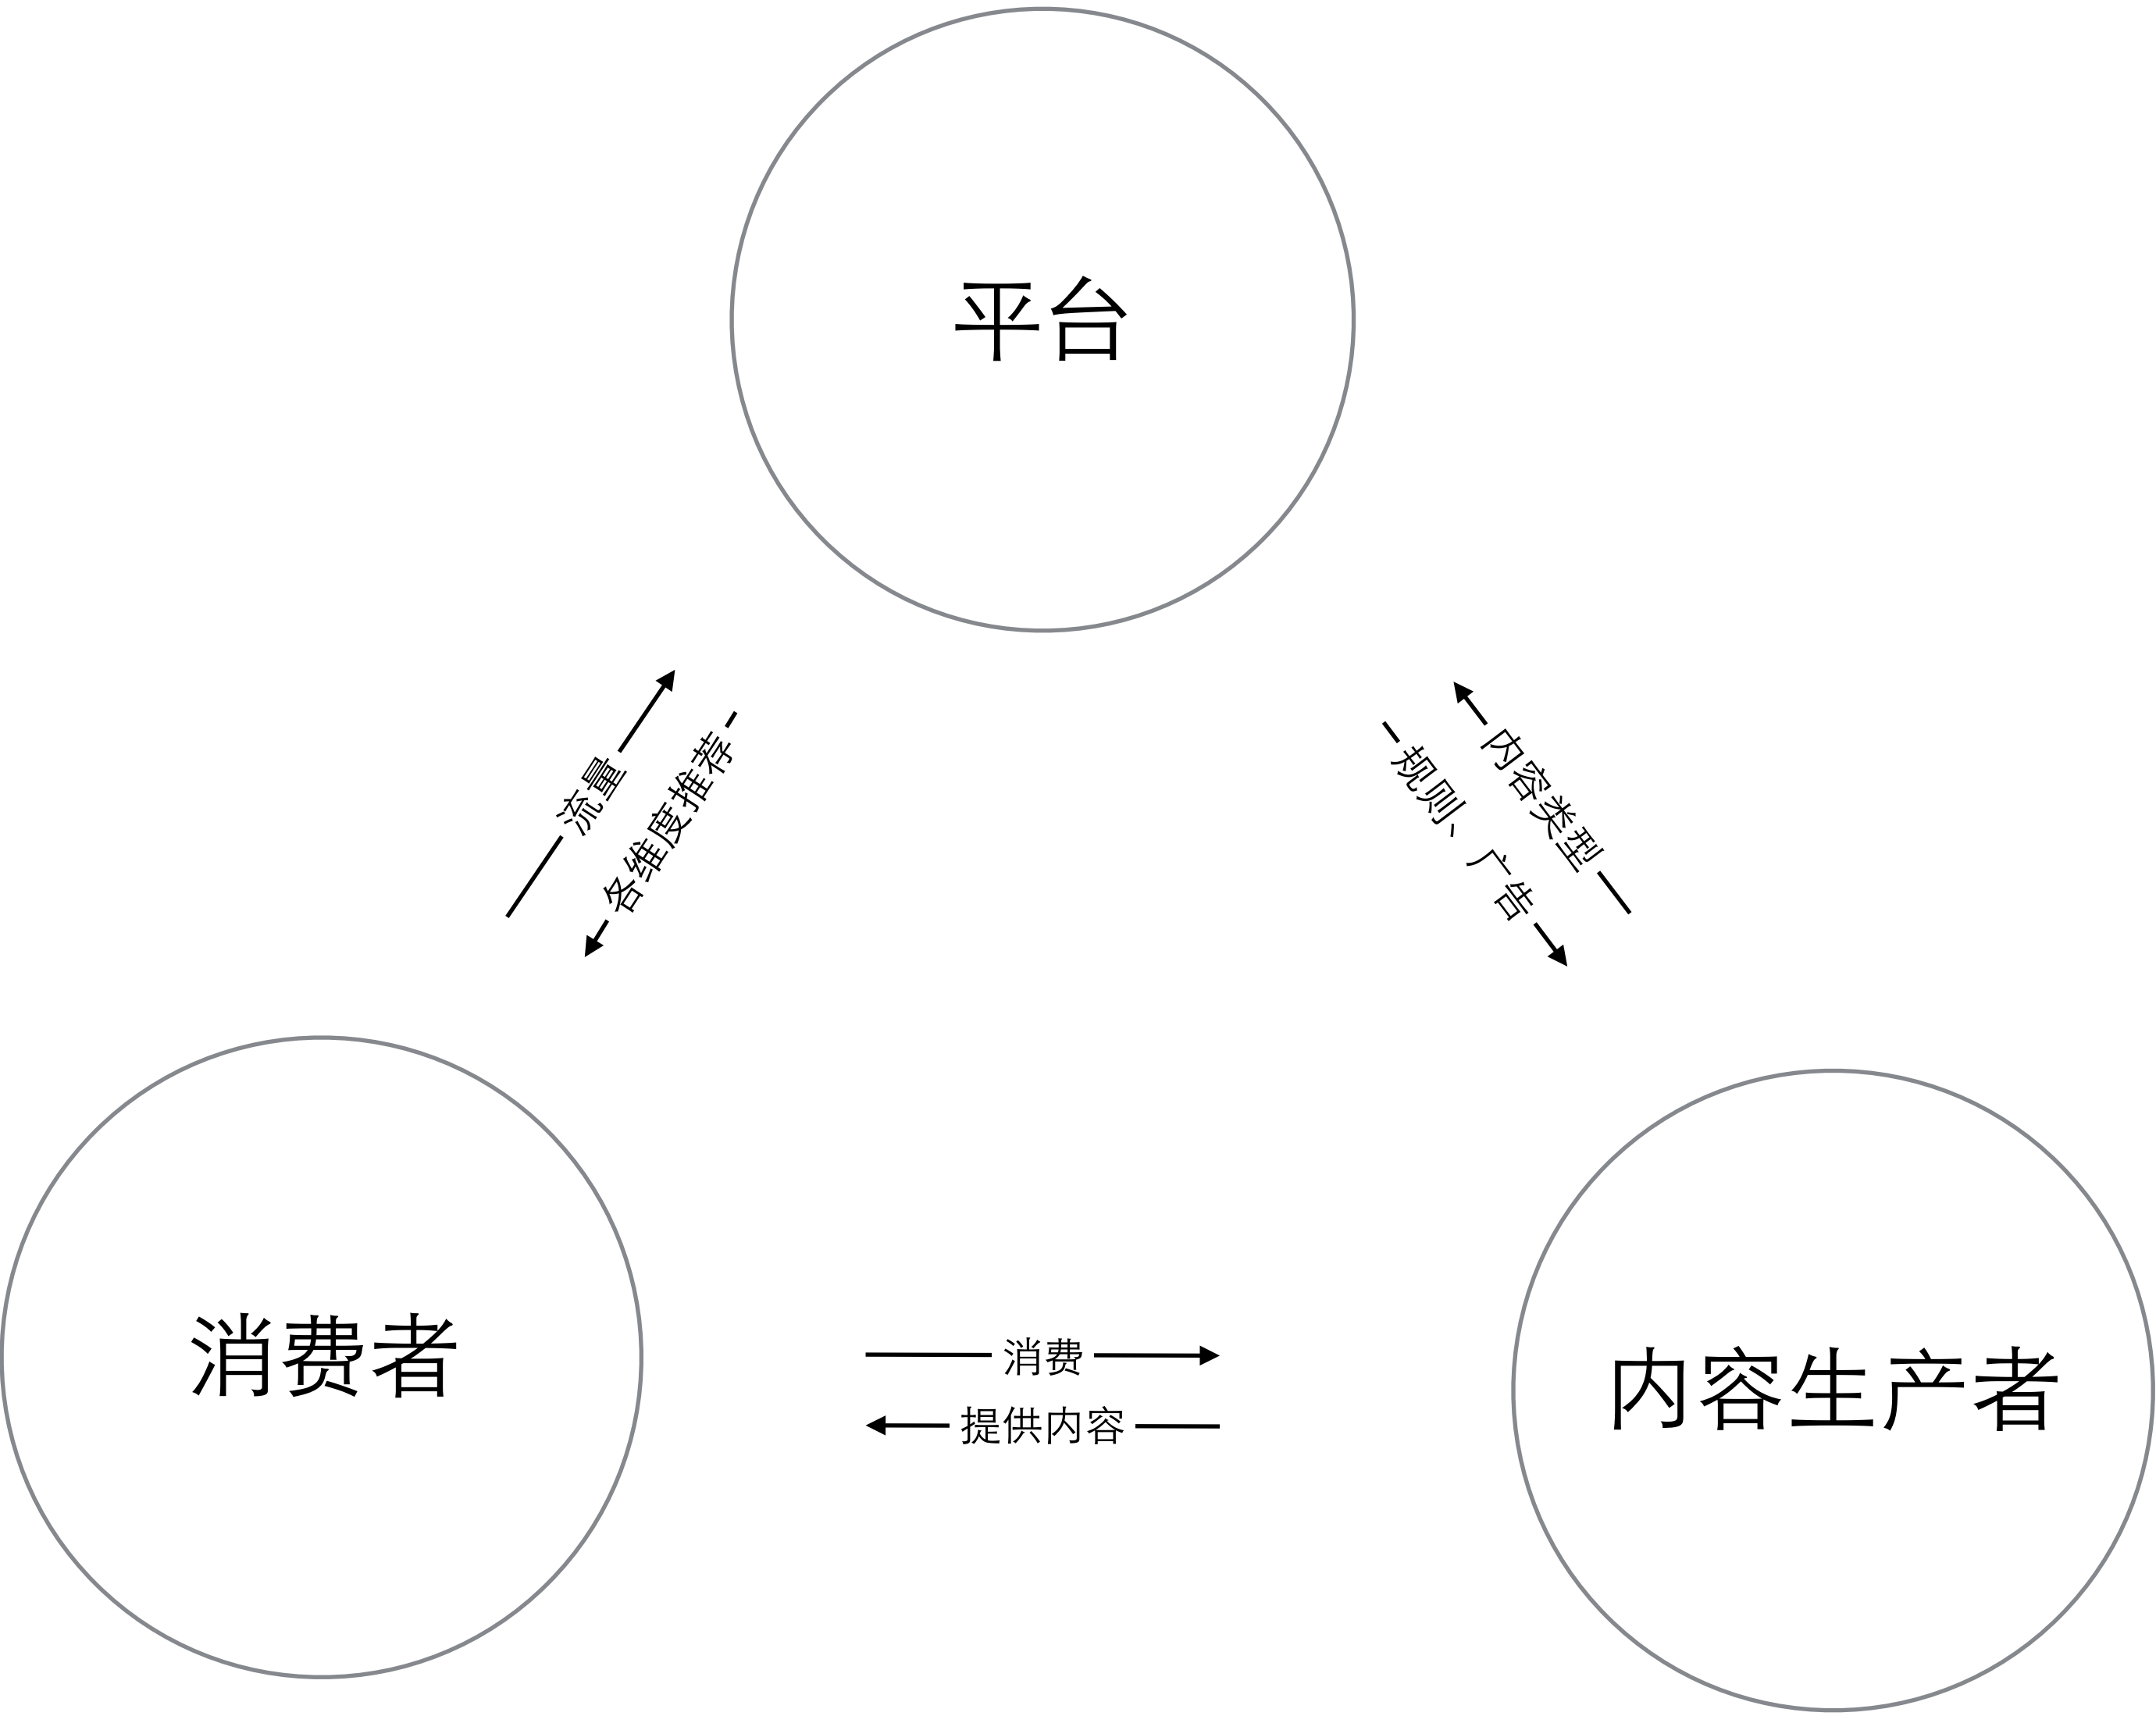 平台
流量
各维度推荐
内容类型
规则、广告
消费者
消费
提供内容
内容生产者